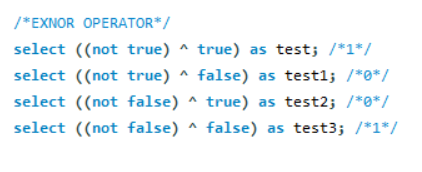 /*EXNOR OPERATOR*/
select ((not true) ^ true) as test; /*1*/
select ((not true) ^ false) as test1; /*0*/
select ((not false) ^ true) as test2; /*0*/
select ((not false) ^ false) as test3; /*1*/